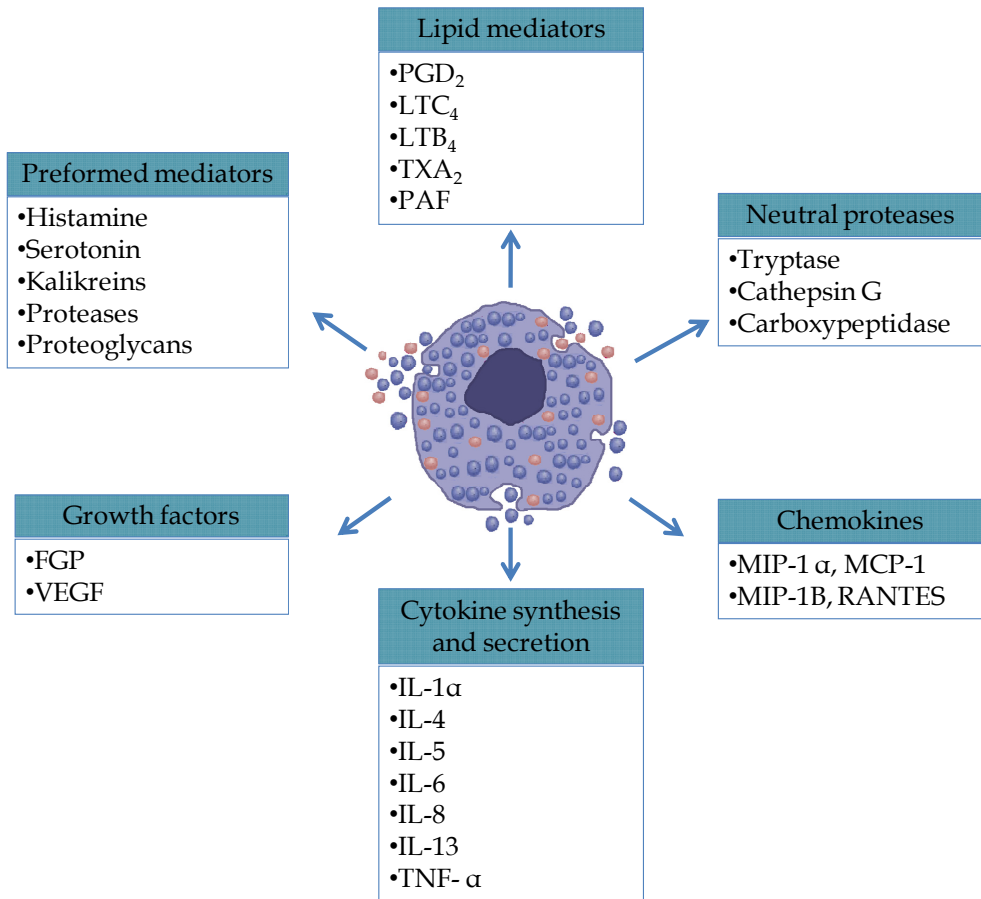 Lipid mediators
•PGD₂
•LTC₄
•LTB₄
•TXA₂
•PAF
Preformed mediators
•Histamine
•Serotonin
•Kalikreins
•Proteases
•Proteoglycans
Neutral proteases
•Tryptase
•Cathepsin G
•Carboxypeptidase
Growth factors
•FGP
•VEGF
Chemokines
•MIP-1 α, MCP-1
•MIP-1B, RANTES
Cytokine synthesis
and secretion
•IL-1α
•IL-4
•IL-5
•IL-6
•IL-8
•IL-13
•TNF- α